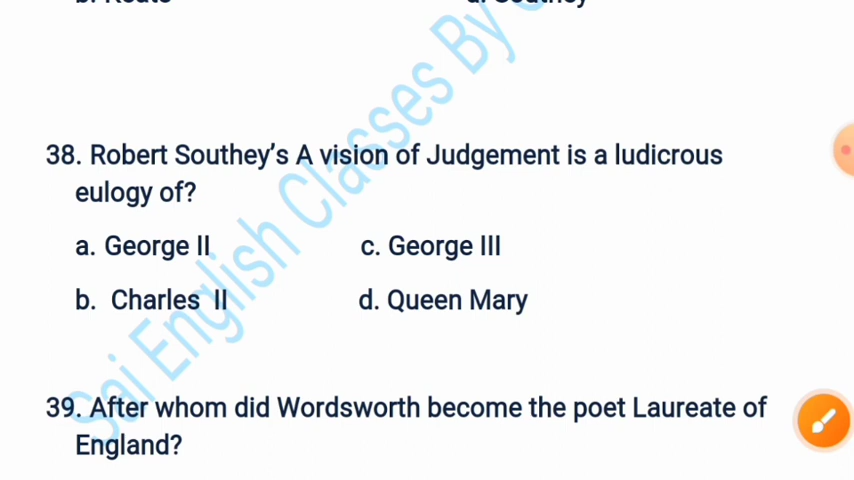 38. Robert Southey's A vision of Judgement is a ludicrous
eulogy of?
a. George II
c. George III
b. Charles II
d. Queen Mary
39. After whom did Wordsworth become the poet Laureate of
England?
Sai English Classes By